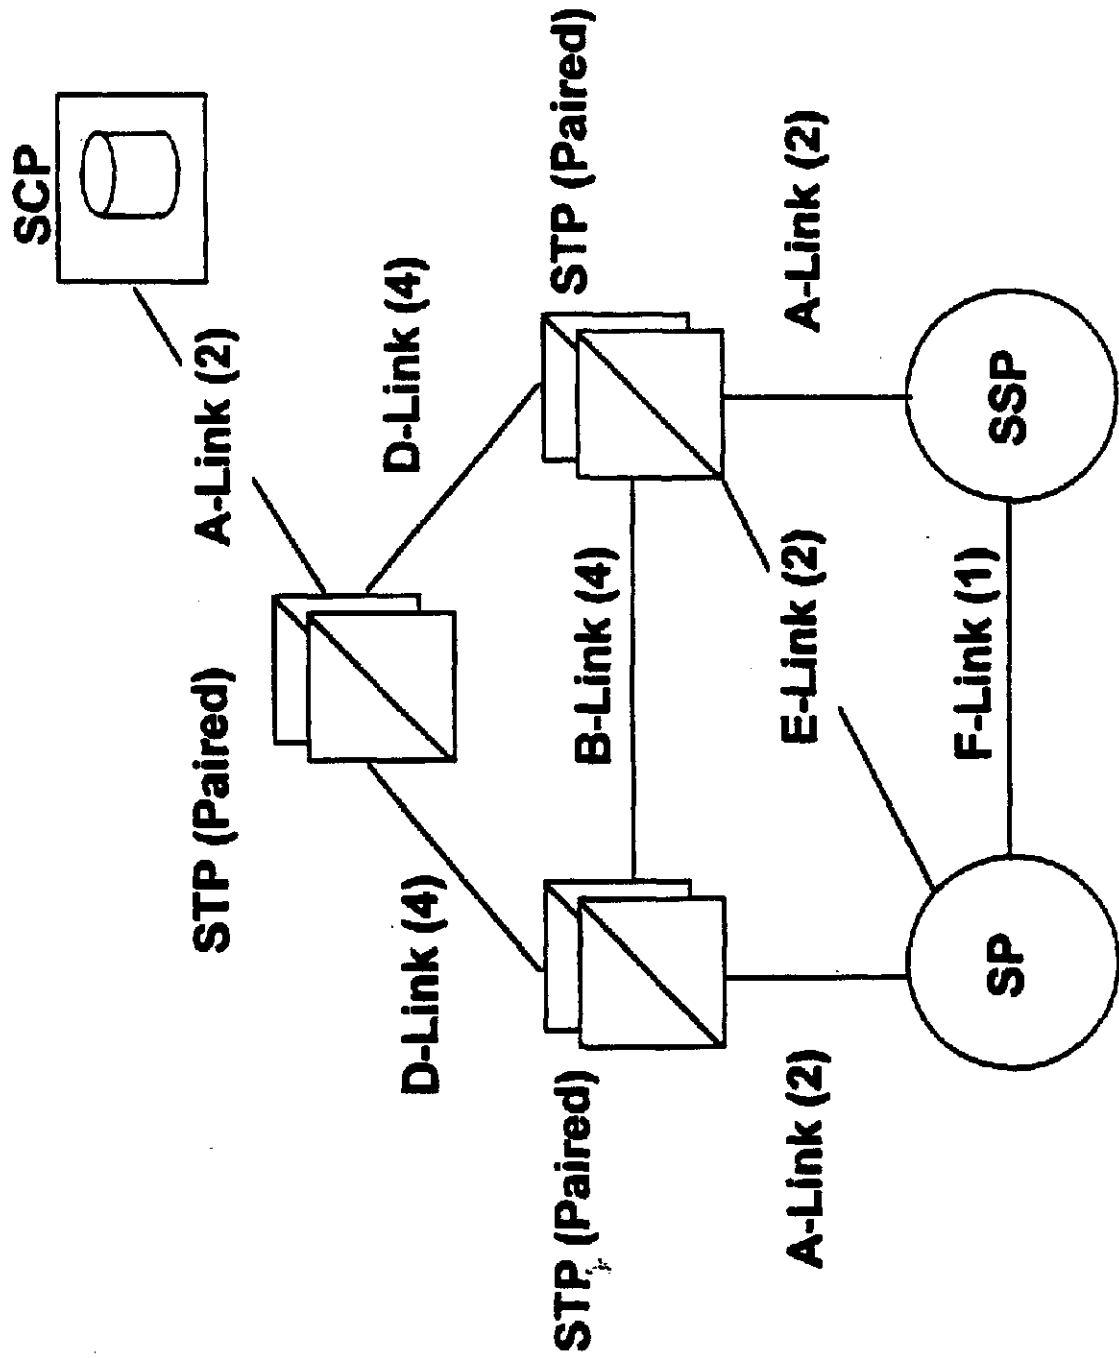 SCP
A-Link (2)
STP (Paired)
D-Link (4)
D-Link (4)
STP (Paired)
STP (Paired)
B-Link (4)
A-Link (2)
E-Link (2)
A-Link (2)
F-Link (1)
SP
SSP